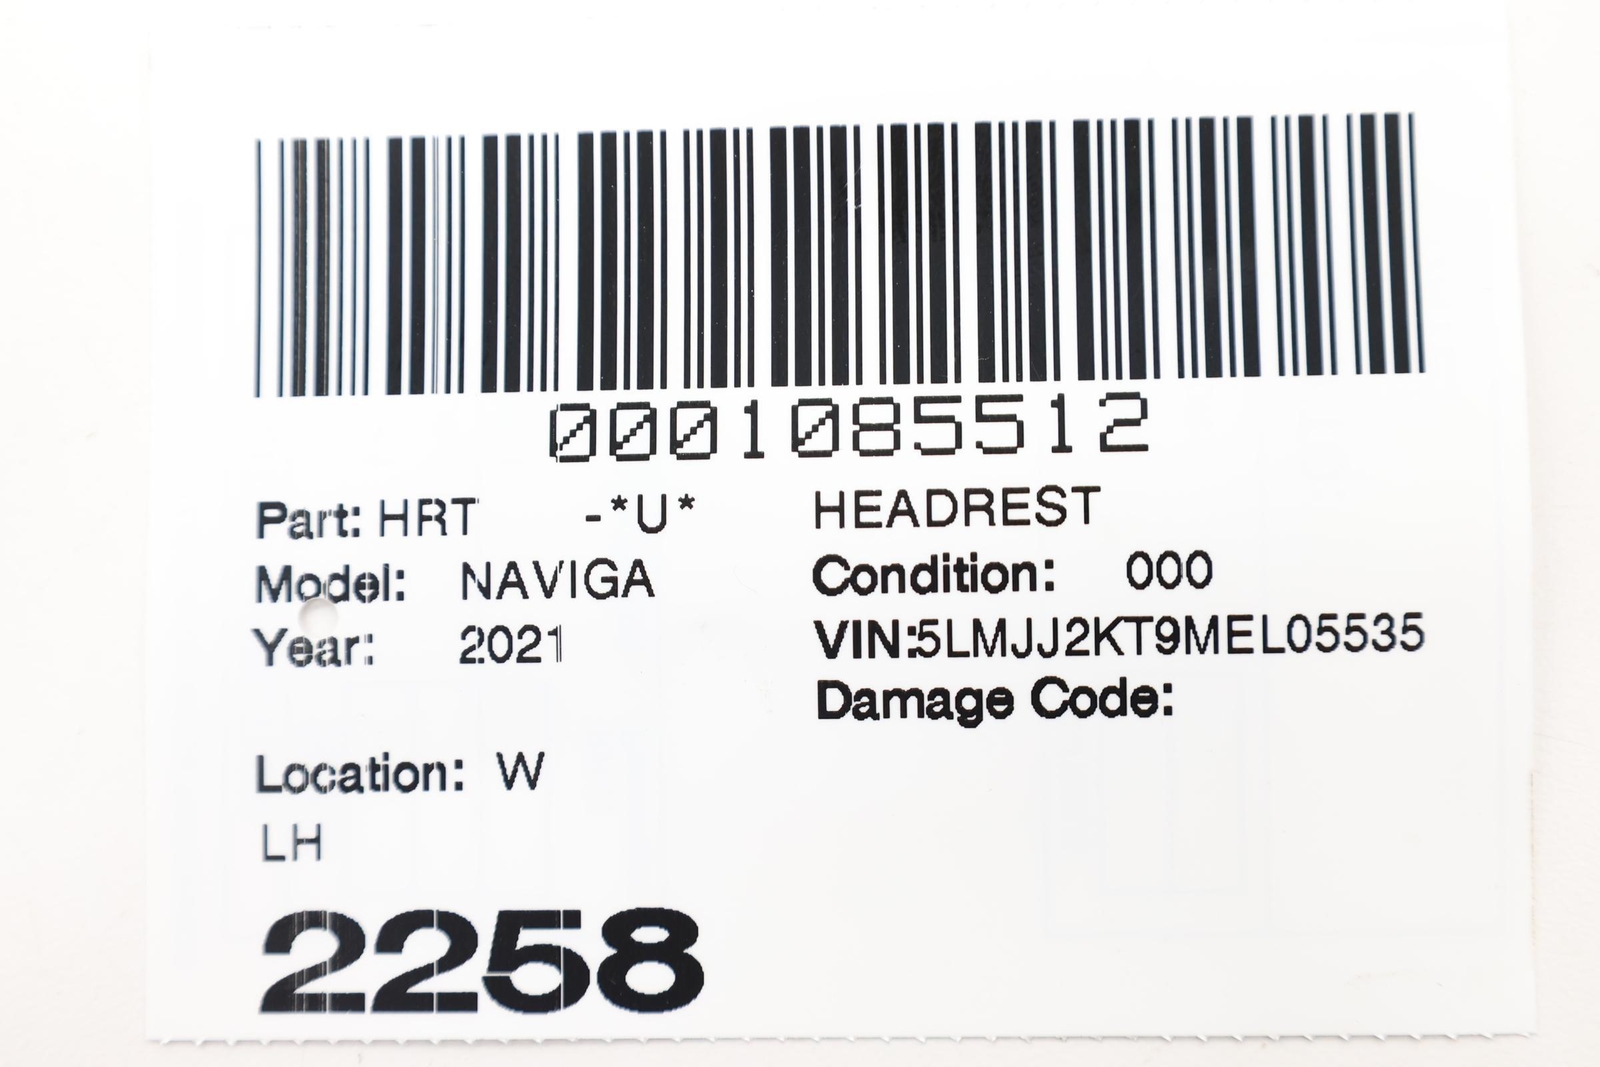 0001085512
Part: HRT -*U* HEADREST
Model: NAVIGA Condition: 000
Year: 2021 VIN:5LMJJ2KT9MEL05535
Damage Code:
Location: W
LH
2258